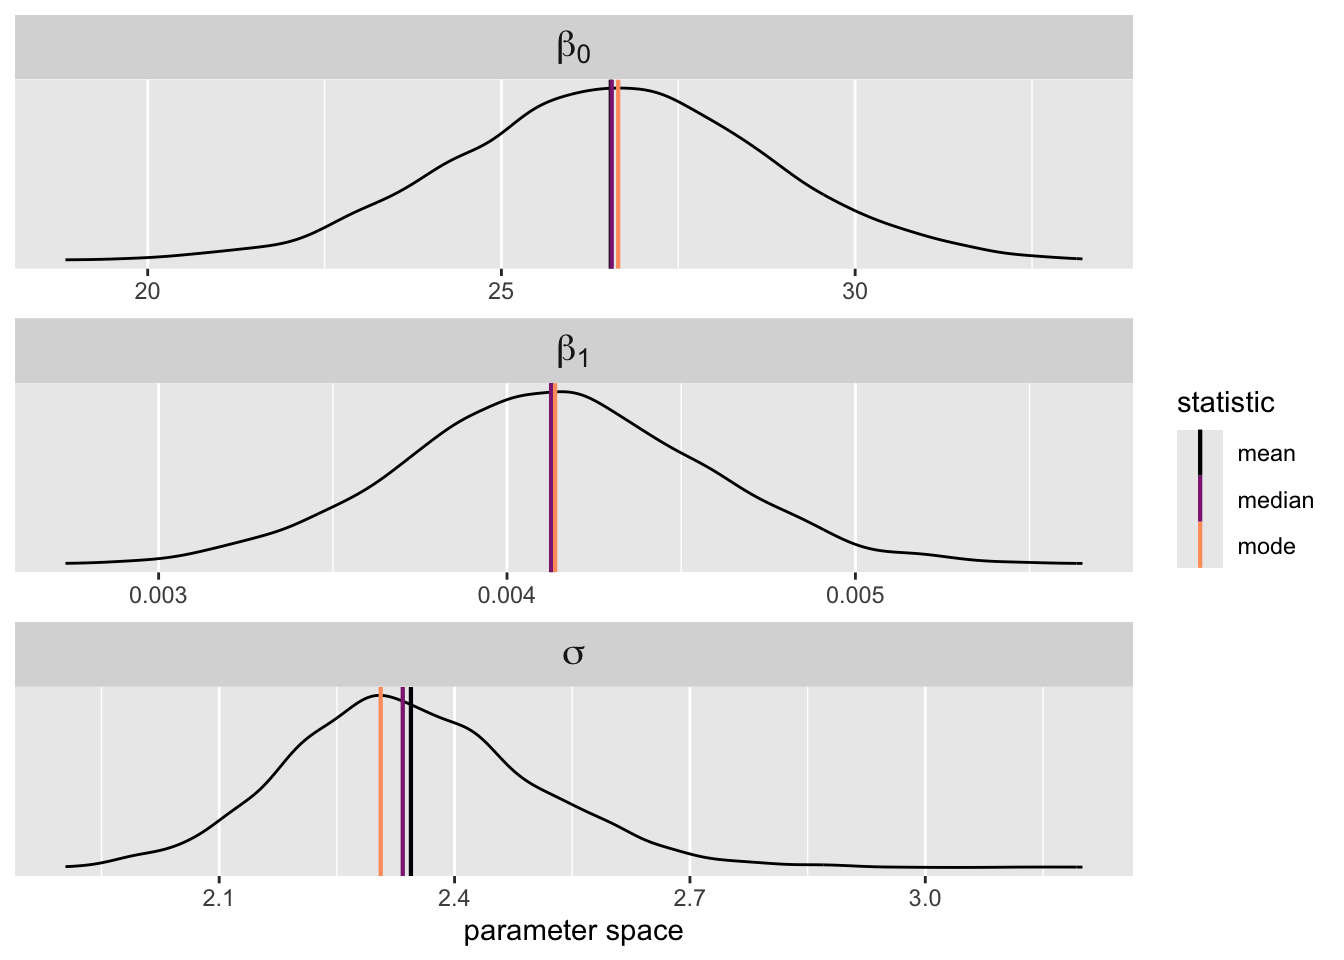 β₀
20 25 30
β₁
0.003 0.004 0.005
σ
2.1 2.4 2.7 3.0
parameter space
statistic
mean
median
mode